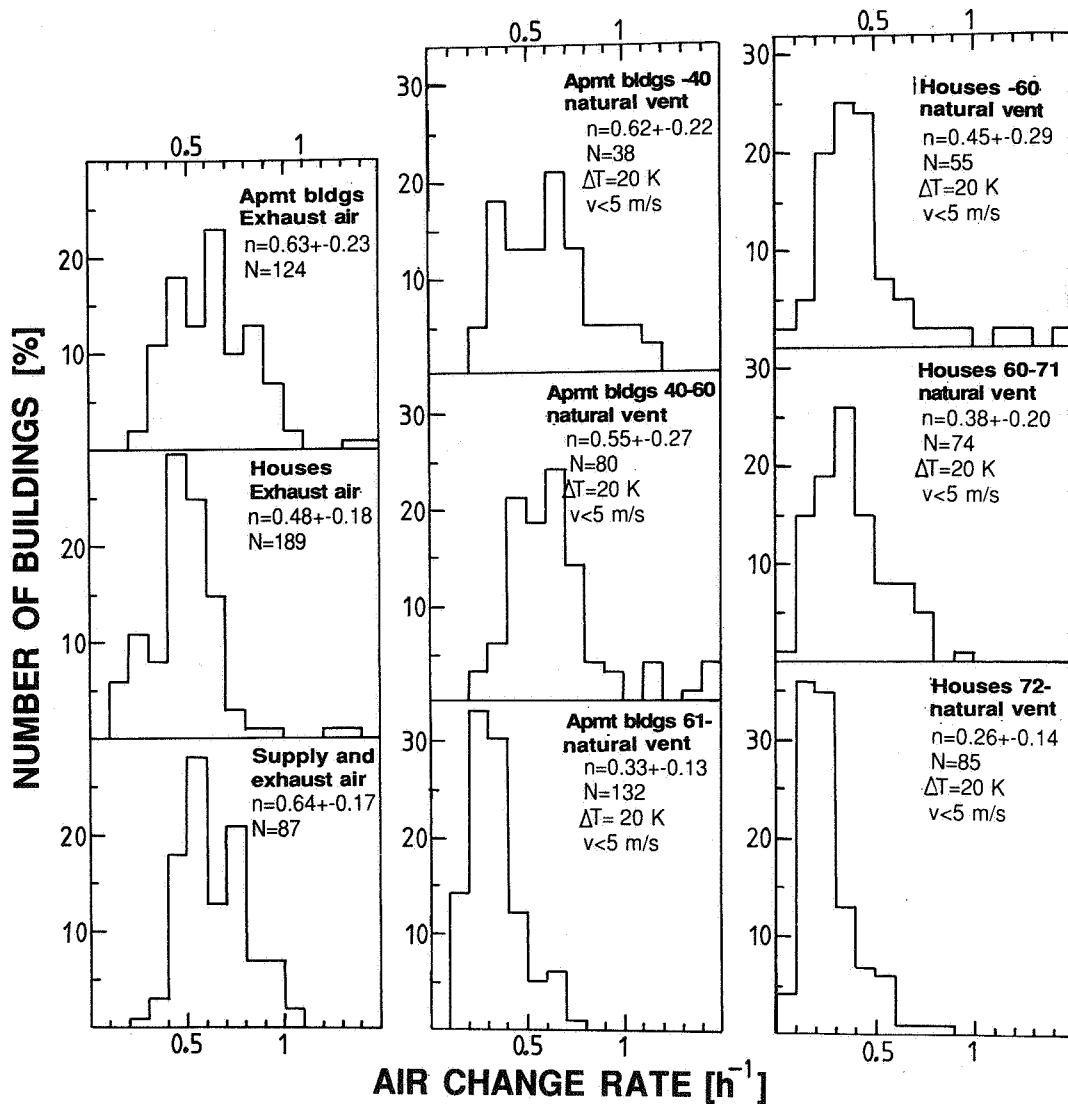 NUMBER OF BUILDINGS [%]
0.5 1
Apmt bldgs
Exhaust air
n=0.63+-0.23
N=124
20
10
Houses
Exhaust air
n=0.48+-0.18
N=189
20
10
Supply and
exhaust air
n=0.64+-0.17
N=87
20
10
0.5 1
0.5 1
30
Apmt bldgs -40
natural vent
n=0.62+-0.22
N=38
ΔT=20 K
v<5 m/s
20
10
30
Apmt bldgs 40-60
natural vent
n=0.55+-0.27
N=80
ΔT=20 K
v<5 m/s
20
10
Apmt bldgs 61-
natural vent
n=0.33+-0.13
N=132
ΔT= 20 K
v<5 m/s
30
20
10
0.5 1
0.5 1
30
Houses -60
natural vent
n=0.45+-0.29
N=55
ΔT=20 K
v<5 m/s
20
10
30
Houses 60-71
natural vent
n=0.38+-0.20
N=74
ΔT=20 K
v<5 m/s
20
10
Houses 72-
natural vent
n=0.26+-0.14
N=85
ΔT=20 K
v<5 m/s
30
20
10
0.5 1
AIR CHANGE RATE [h⁻¹]